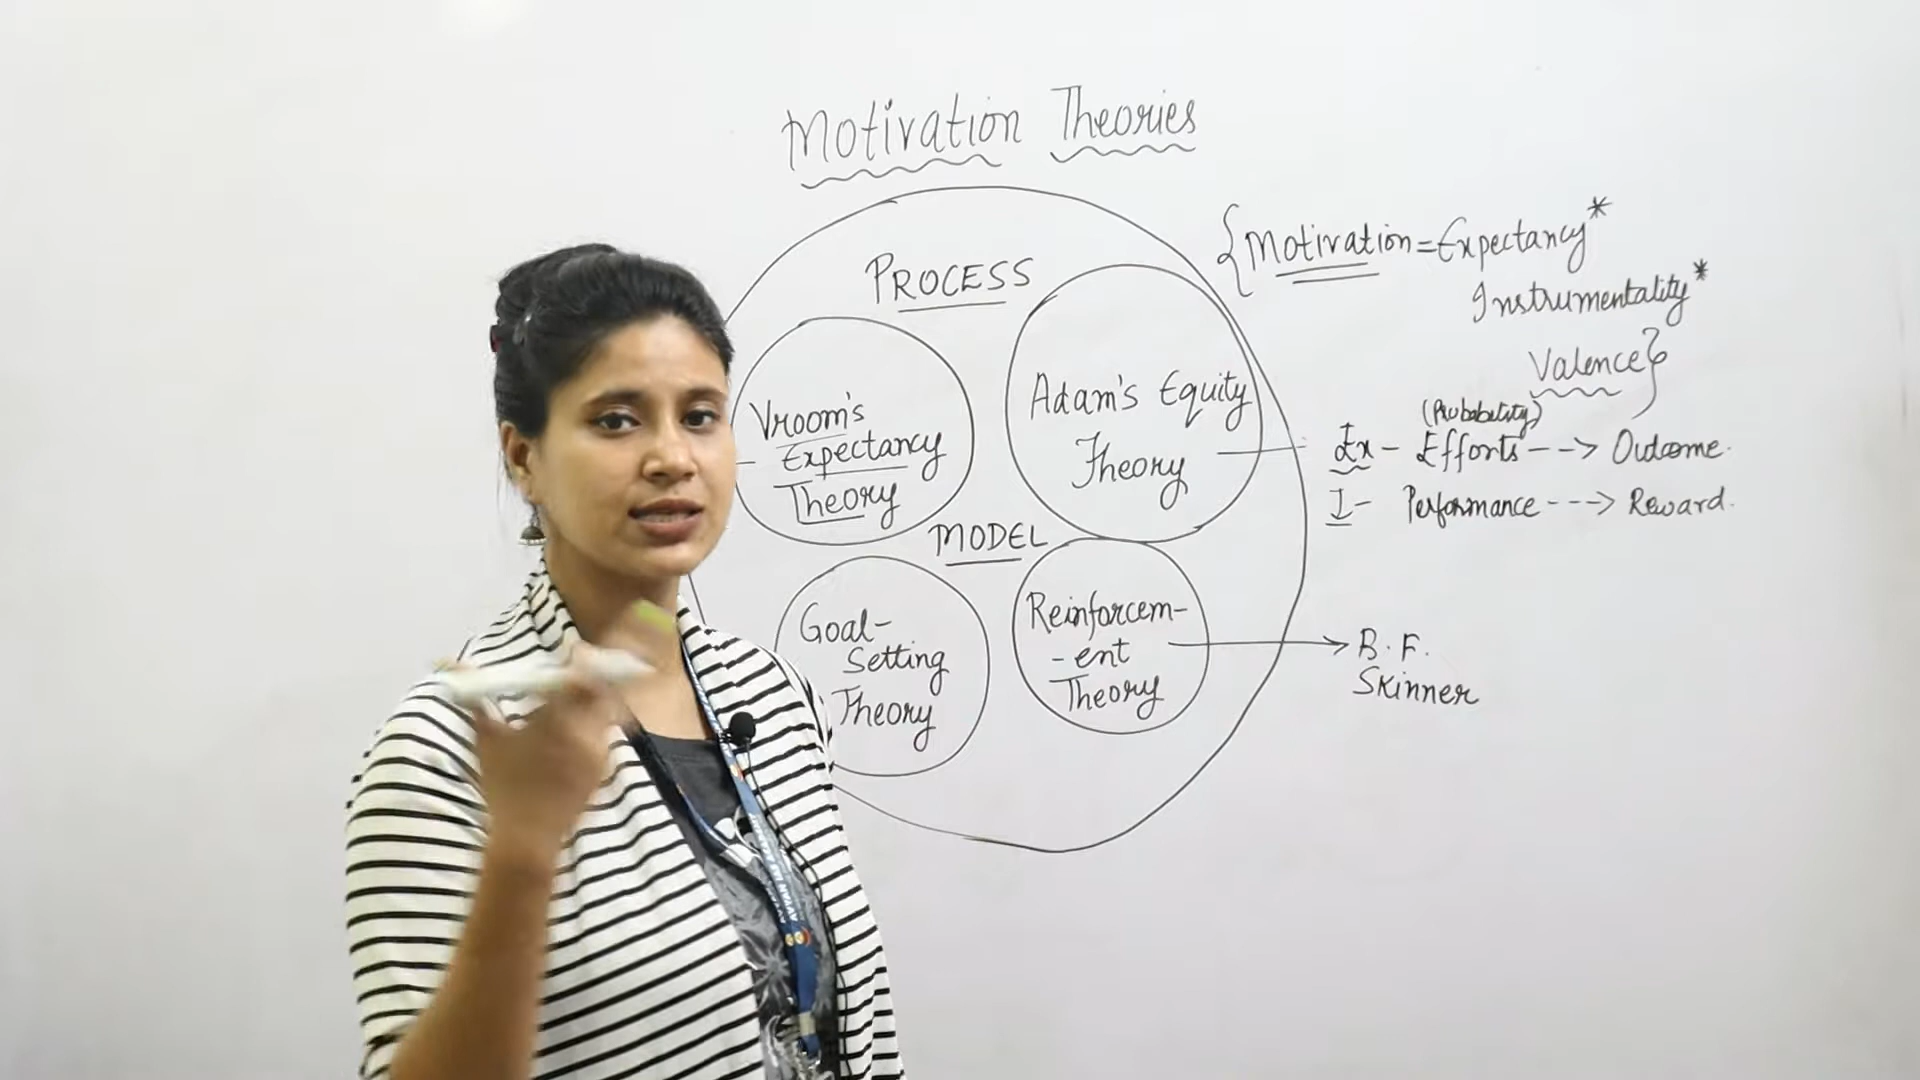 Motivation Theories
PROCESS
Vroom's
Expectancy
Theory
Adam's Equity
Theory
MODEL
Goal-
Setting
Theory
Reinforcem-
-ent
Theory
{Motivation = Expectancy*
Instrumentality*
Valence}
(Probability)
Ex - Efforts --> Outcome.
I - Performance ---> Reward.
B. F.
Skinner